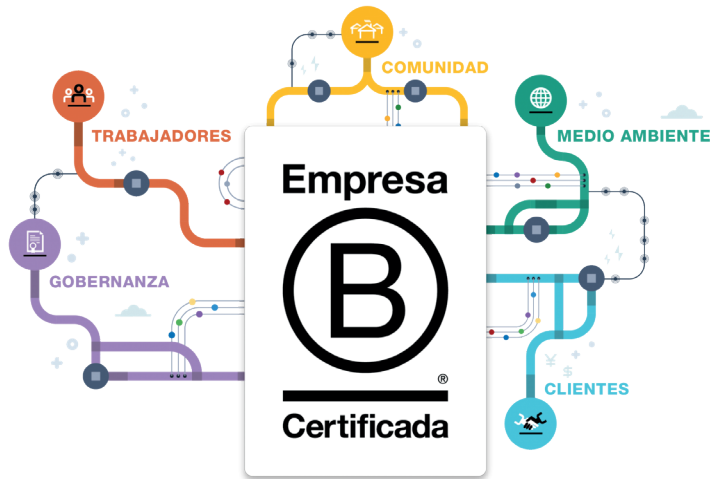 COMUNIDAD
TRABAJADORES
MEDIO AMBIENTE
Empresa
B
®
Certificada
GOBERNANZA
¥
$
CLIENTES